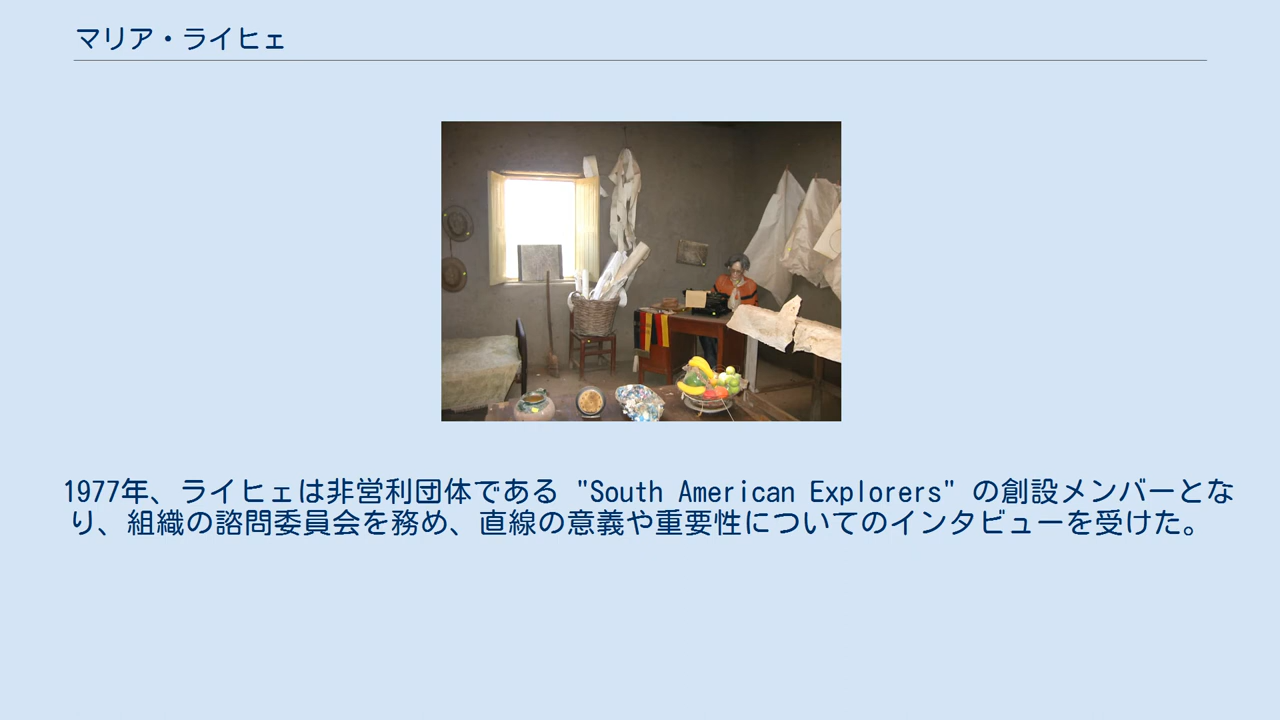 マリア・ライヒェ
1977年、ライヒェは非営利団体である "South American Explorers" の創設メンバーとな
り、組織の諮問委員会を務め、直線の意義や重要性についてのインタビューを受けた。